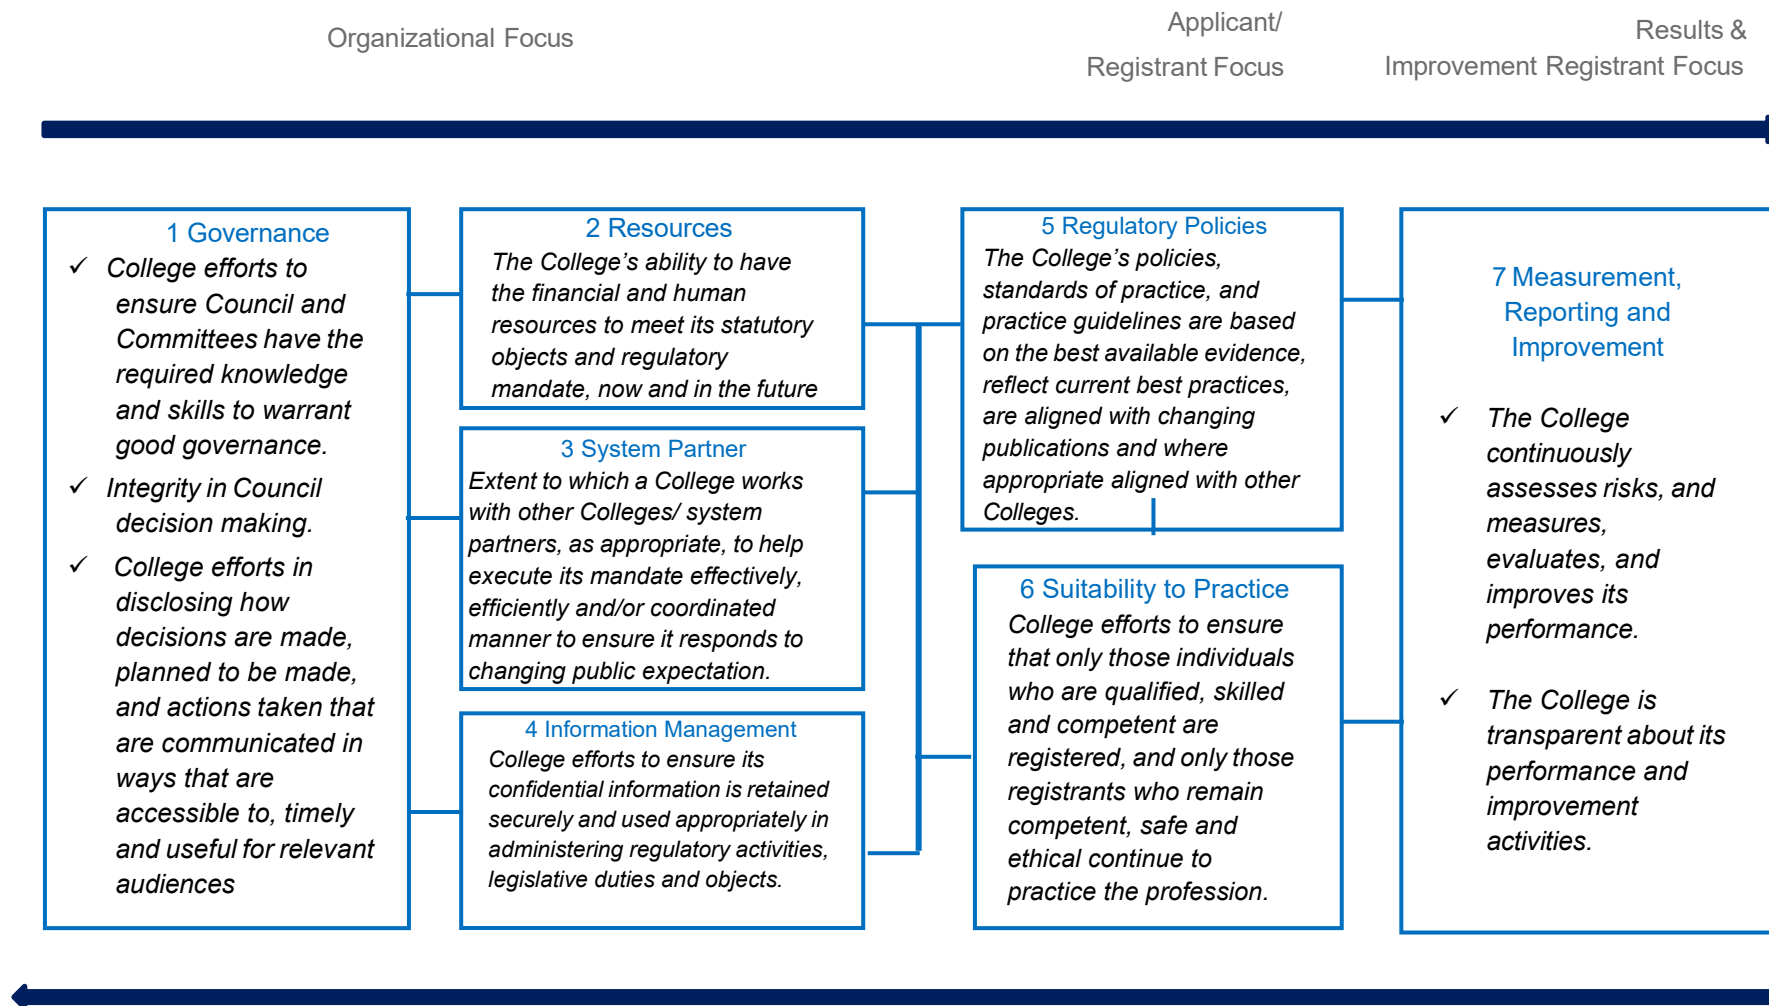 Organizational Focus
Applicant/
Registrant Focus
Results &
Improvement Registrant Focus
1 Governance
✓ College efforts to
ensure Council and
Committees have the
required knowledge
and skills to warrant
good governance.
✓ Integrity in Council
decision making.
✓ College efforts in
disclosing how
decisions are made,
planned to be made,
and actions taken that
are communicated in
ways that are
accessible to, timely
and useful for relevant
audiences
2 Resources
The College’s ability to have
the financial and human
resources to meet its statutory
objects and regulatory
mandate, now and in the future
3 System Partner
Extent to which a College works
with other Colleges/ system
partners, as appropriate, to help
execute its mandate effectively,
efficiently and/or coordinated
manner to ensure it responds to
changing public expectation.
4 Information Management
College efforts to ensure its
confidential information is retained
securely and used appropriately in
administering regulatory activities,
legislative duties and objects.
5 Regulatory Policies
The College’s policies,
standards of practice, and
practice guidelines are based
on the best available evidence,
reflect current best practices,
are aligned with changing
publications and where
appropriate aligned with other
Colleges.
6 Suitability to Practice
College efforts to ensure
that only those individuals
who are qualified, skilled
and competent are
registered, and only those
registrants who remain
competent, safe and
ethical continue to
practice the profession.
7 Measurement,
Reporting and
Improvement
✓ The College
continuously
assesses risks, and
measures,
evaluates, and
improves its
performance.
✓ The College is
transparent about its
performance and
improvement
activities.